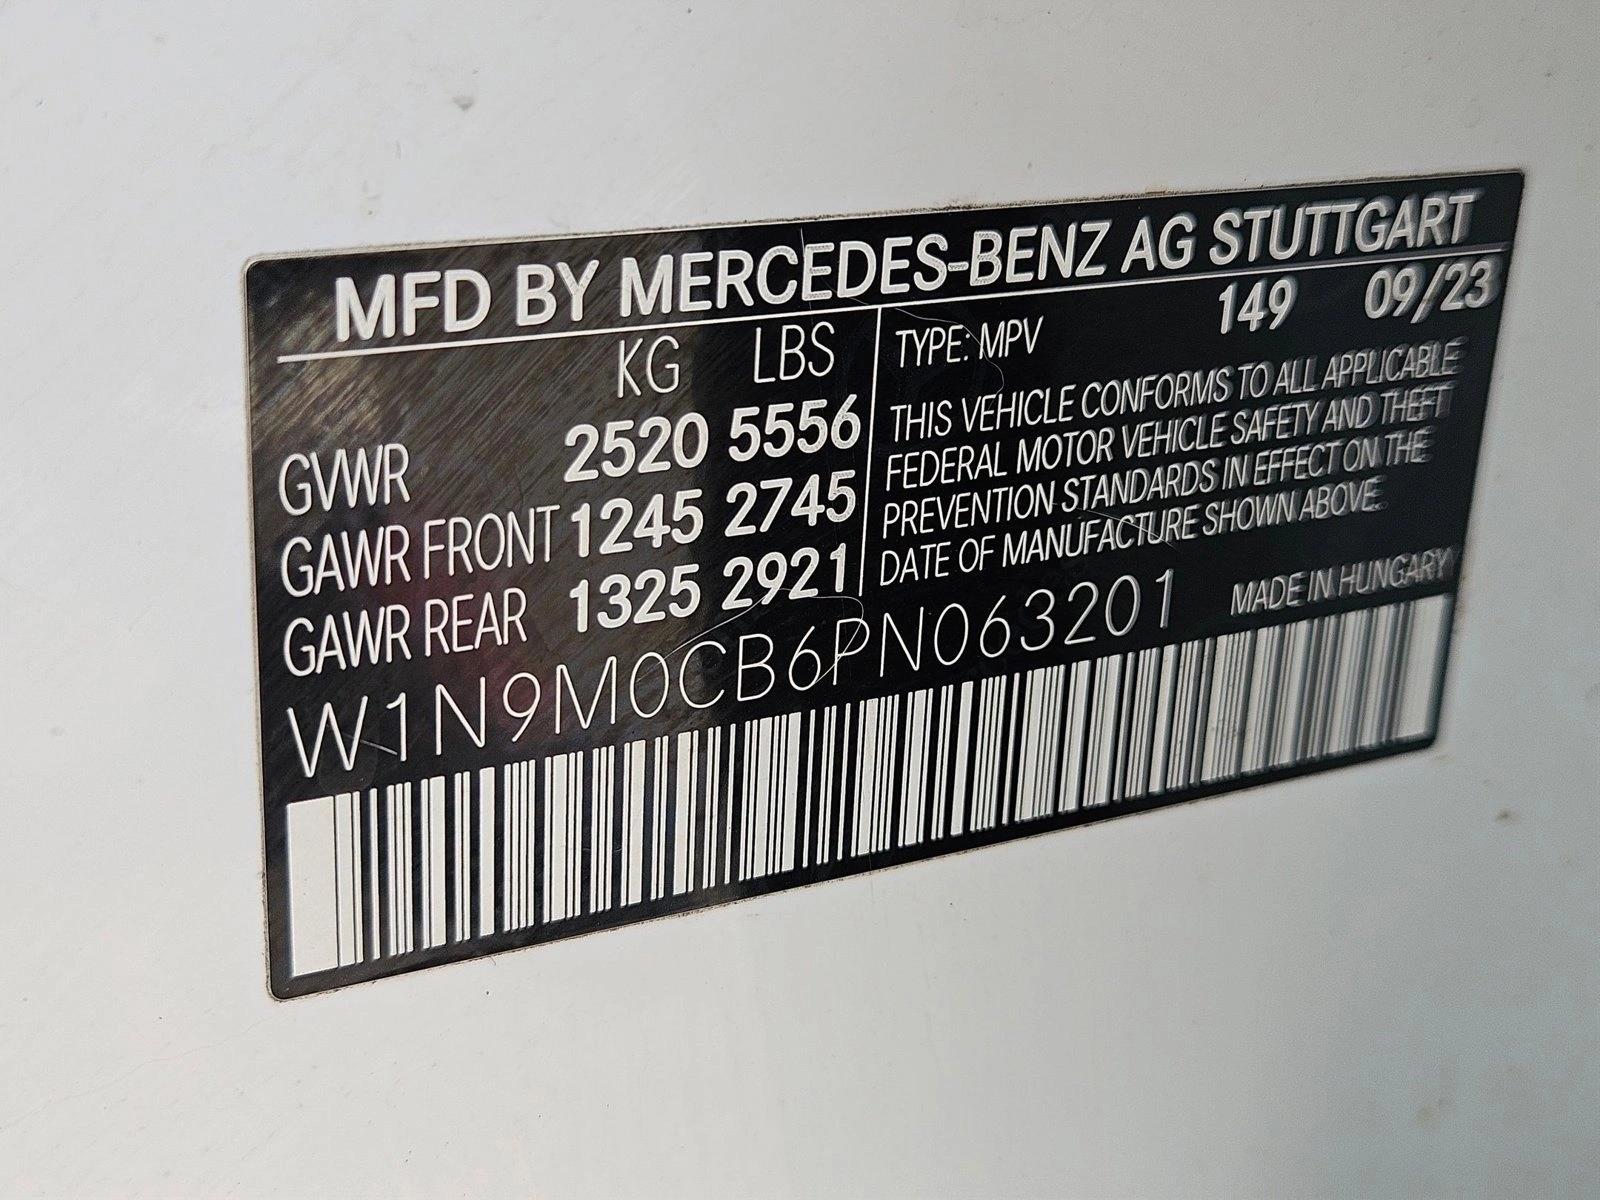 MFD BY MERCEDES-BENZ AG STUTTGART
KG LBS
GVWR 2520 5556
GAWR FRONT 1245 2745
GAWR REAR 1325 2921
TYPE: MPV 149 09/23
THIS VEHICLE CONFORMS TO ALL APPLICABLE
FEDERAL MOTOR VEHICLE SAFETY AND THEFT
PREVENTION STANDARDS IN EFFECT ON THE
DATE OF MANUFACTURE SHOWN ABOVE.
W1N9M0CB6PN063201 MADE IN HUNGARY